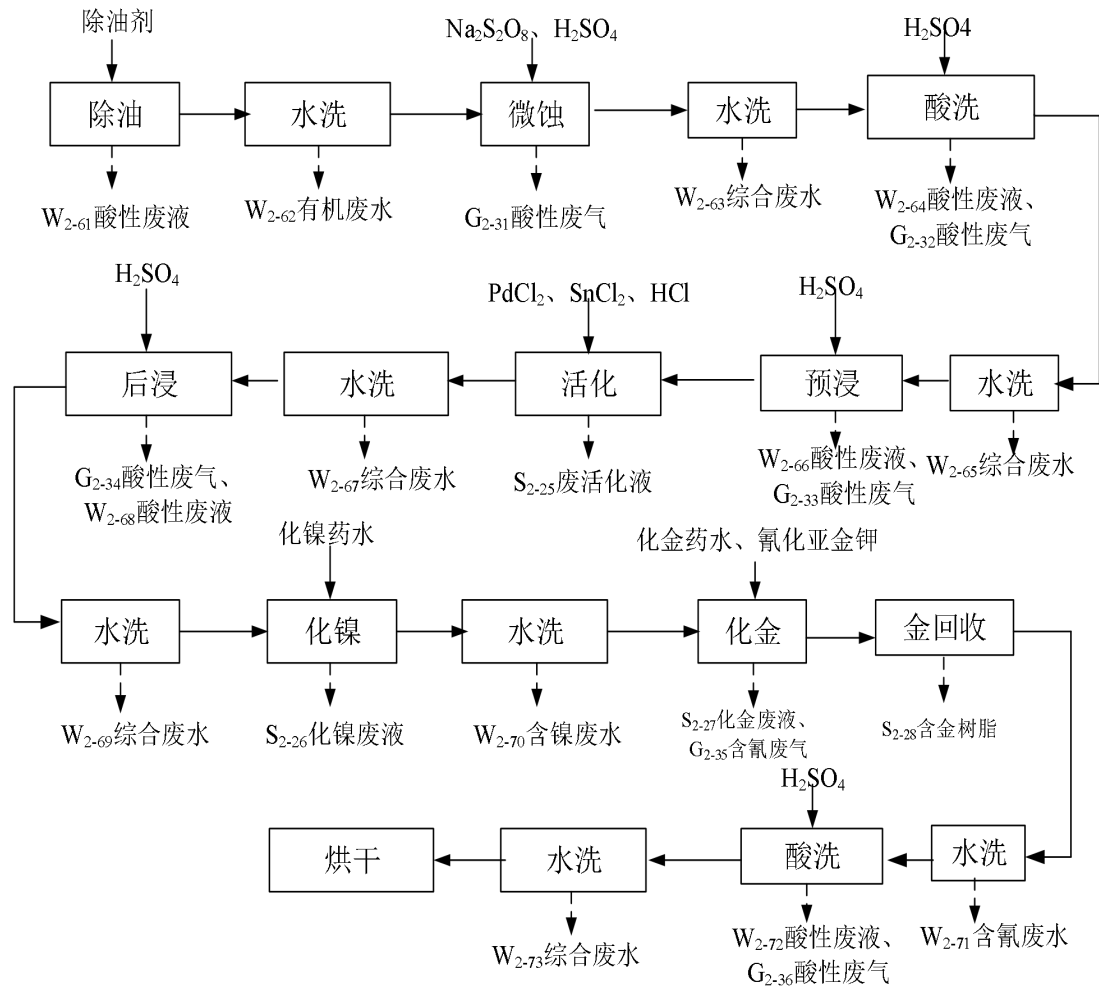 除油剂
Na₂S₂O₈、H₂SO₄
H₂SO4
除油
水洗
微蚀
水洗
酸洗
W₂₋₆₁酸性废液
W₂₋₆₂有机废水
G₂₋₃₁酸性废气
W₂₋₆₃综合废水
W₂₋₆₄酸性废液、
G₂₋₃₂酸性废气
H₂SO₄
PdCl₂、SnCl₂、HCl
H₂SO₄
后浸
水洗
活化
预浸
水洗
G₂₋₃₄酸性废气、
W₂₋₆₈酸性废液
W₂₋₆₇综合废水
S₂₋₂₅废活化液
W₂₋₆₆酸性废液、
G₂₋₃₃酸性废气
W₂₋₆₅综合废水
化镍药水
化金药水、氰化亚金钾
水洗
化镍
水洗
化金
金回收
W₂₋₆₉综合废水
S₂₋₂₆化镍废液
W₂₋₇₀含镍废水
S₂₋₂₇化金废液、
G₂₋₃₅含氰废气
S₂₋₂₈含金树脂
H₂SO₄
烘干
水洗
酸洗
水洗
W₂₋₇₃综合废水
W₂₋₇₂酸性废液、
G₂₋₃₆酸性废气
W₂₋₇₁含氰废水